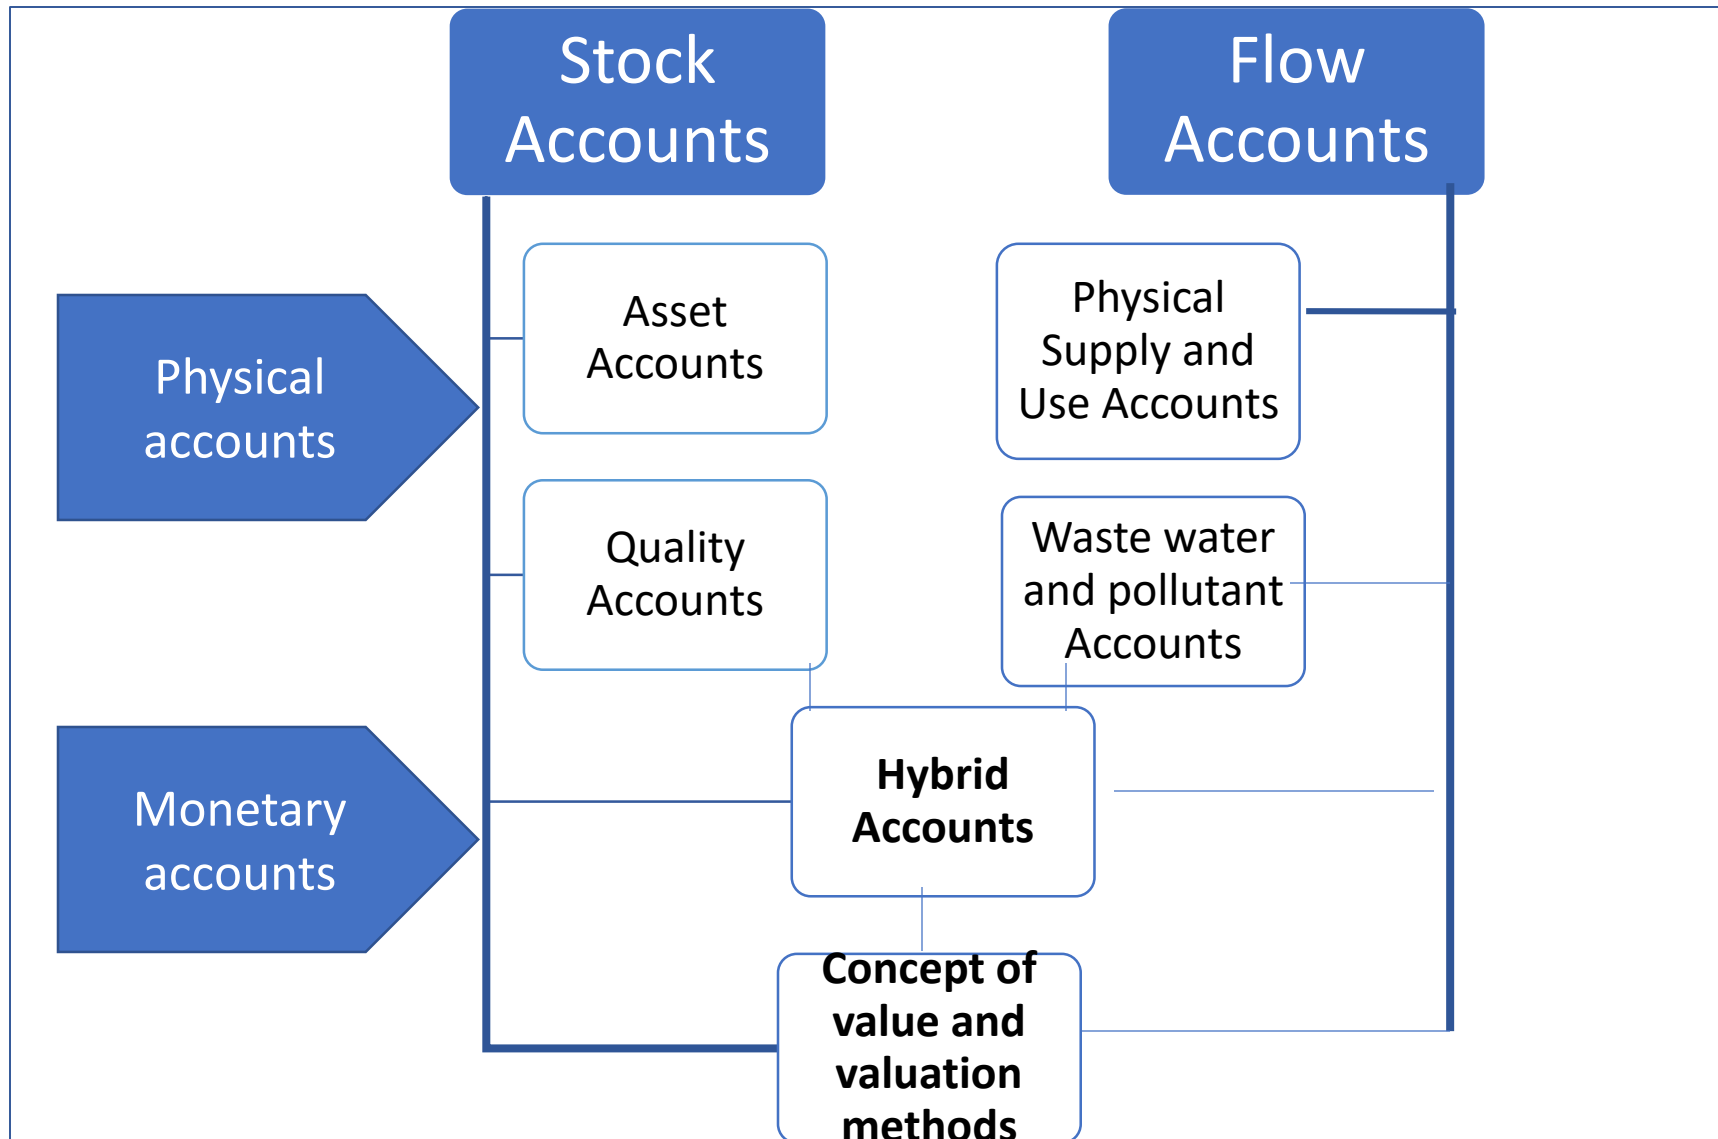 Stock
Accounts
Flow
Accounts
Physical
accounts
Asset
Accounts
Physical
Supply and
Use Accounts
Quality
Accounts
Waste water
and pollutant
Accounts
Monetary
accounts
Hybrid
Accounts
Concept of
value and
valuation
methods